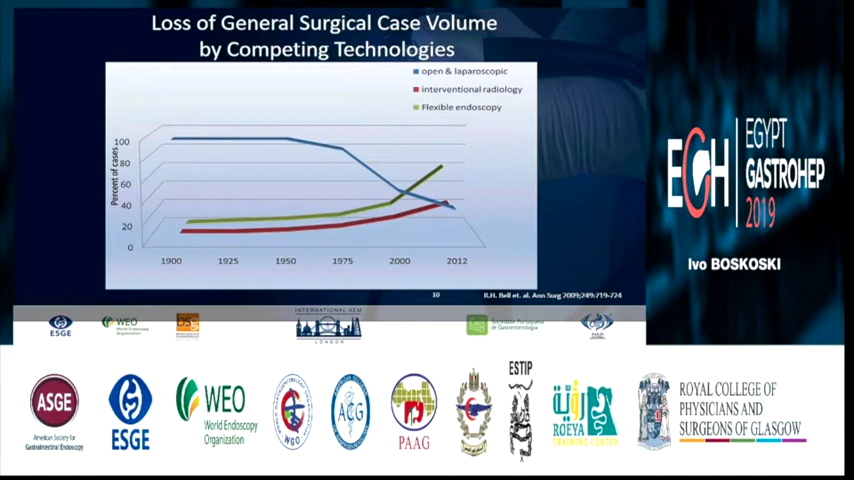 Loss of General Surgical Case Volume
by Competing Technologies
open & laparoscopic
interventional radiology
Flexible endoscopy
Percent of cases
100
80
60
40
20
0
1900
1925
1950
1975
2000
2012
10
R.H. Bell et. al. Ann Surg 2009;249:719-724
EGH
EGYPT
GASTROHEP
2019
Ivo BOSKOSKI
ESGE
WEO
World Endoscopy
Organization
INTERNATIONAL AEM
LONDON
Sociedade Portuguesa
de Gastrenterologia
ASGE
American Society for
Gastrointestinal Endoscopy
ESGE
WEO
World Endoscopy
Organization
WGO
ACG
PAAG
ESTIP
رؤية
ROEYA
TRAINING CENTER
ROYAL COLLEGE OF
PHYSICIANS AND
SURGEONS OF GLASGOW